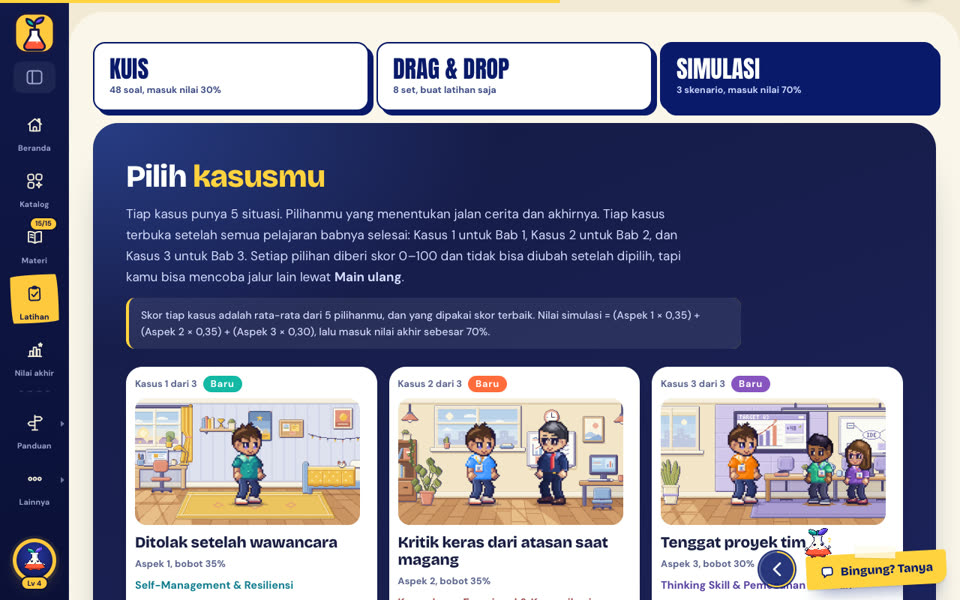 KUIS
48 soal, masuk nilai 30%
DRAG & DROP
8 set, buat latihan saja
SIMULASI
3 skenario, masuk nilai 70%
Beranda
Katalog
15/15
Materi
Latihan
Nilai akhir
Panduan
Lainnya
Lv 4
Pilih kasusmu
Tiap kasus punya 5 situasi. Pilihanmu yang menentukan jalan cerita dan akhirnya. Tiap kasus
terbuka setelah semua pelajaran babnya selesai: Kasus 1 untuk Bab 1, Kasus 2 untuk Bab 2, dan
Kasus 3 untuk Bab 3. Setiap pilihan diberi skor 0–100 dan tidak bisa diubah setelah dipilih, tapi
kamu bisa mencoba jalur lain lewat Main ulang.
Skor tiap kasus adalah rata-rata dari 5 pilihanmu, dan yang dipakai skor terbaik. Nilai simulasi = (Aspek 1 × 0,35) +
(Aspek 2 × 0,35) + (Aspek 3 × 0,30), lalu masuk nilai akhir sebesar 70%.
Kasus 1 dari 3 Baru
Ditolak setelah wawancara
Aspek 1, bobot 35%
Self-Management & Resiliensi
Kasus 2 dari 3 Baru
Kritik keras dari atasan saat
magang
Aspek 2, bobot 35%
Kasus 3 dari 3 Baru
Tenggat proyek tim
Aspek 3, bobot 30%
Thinking Skill &
Bingung? Tanya